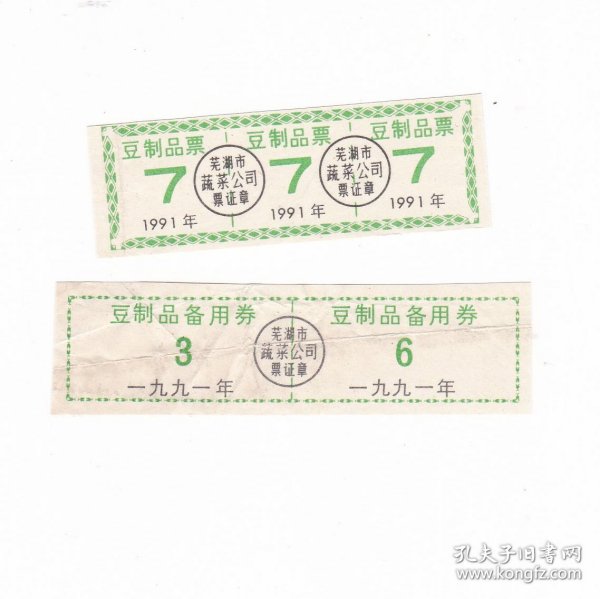 豆制品票 豆制品票 豆制品票
7 7 7
芜湖市
蔬菜公司
票证章
芜湖市
蔬菜公司
票证章
1991年 1991年 1991年
豆制品备用券 豆制品备用券
3 6
芜湖市
蔬菜公司
票证章
一九九一年 一九九一年
孔夫子旧书网
www.kongfz.com